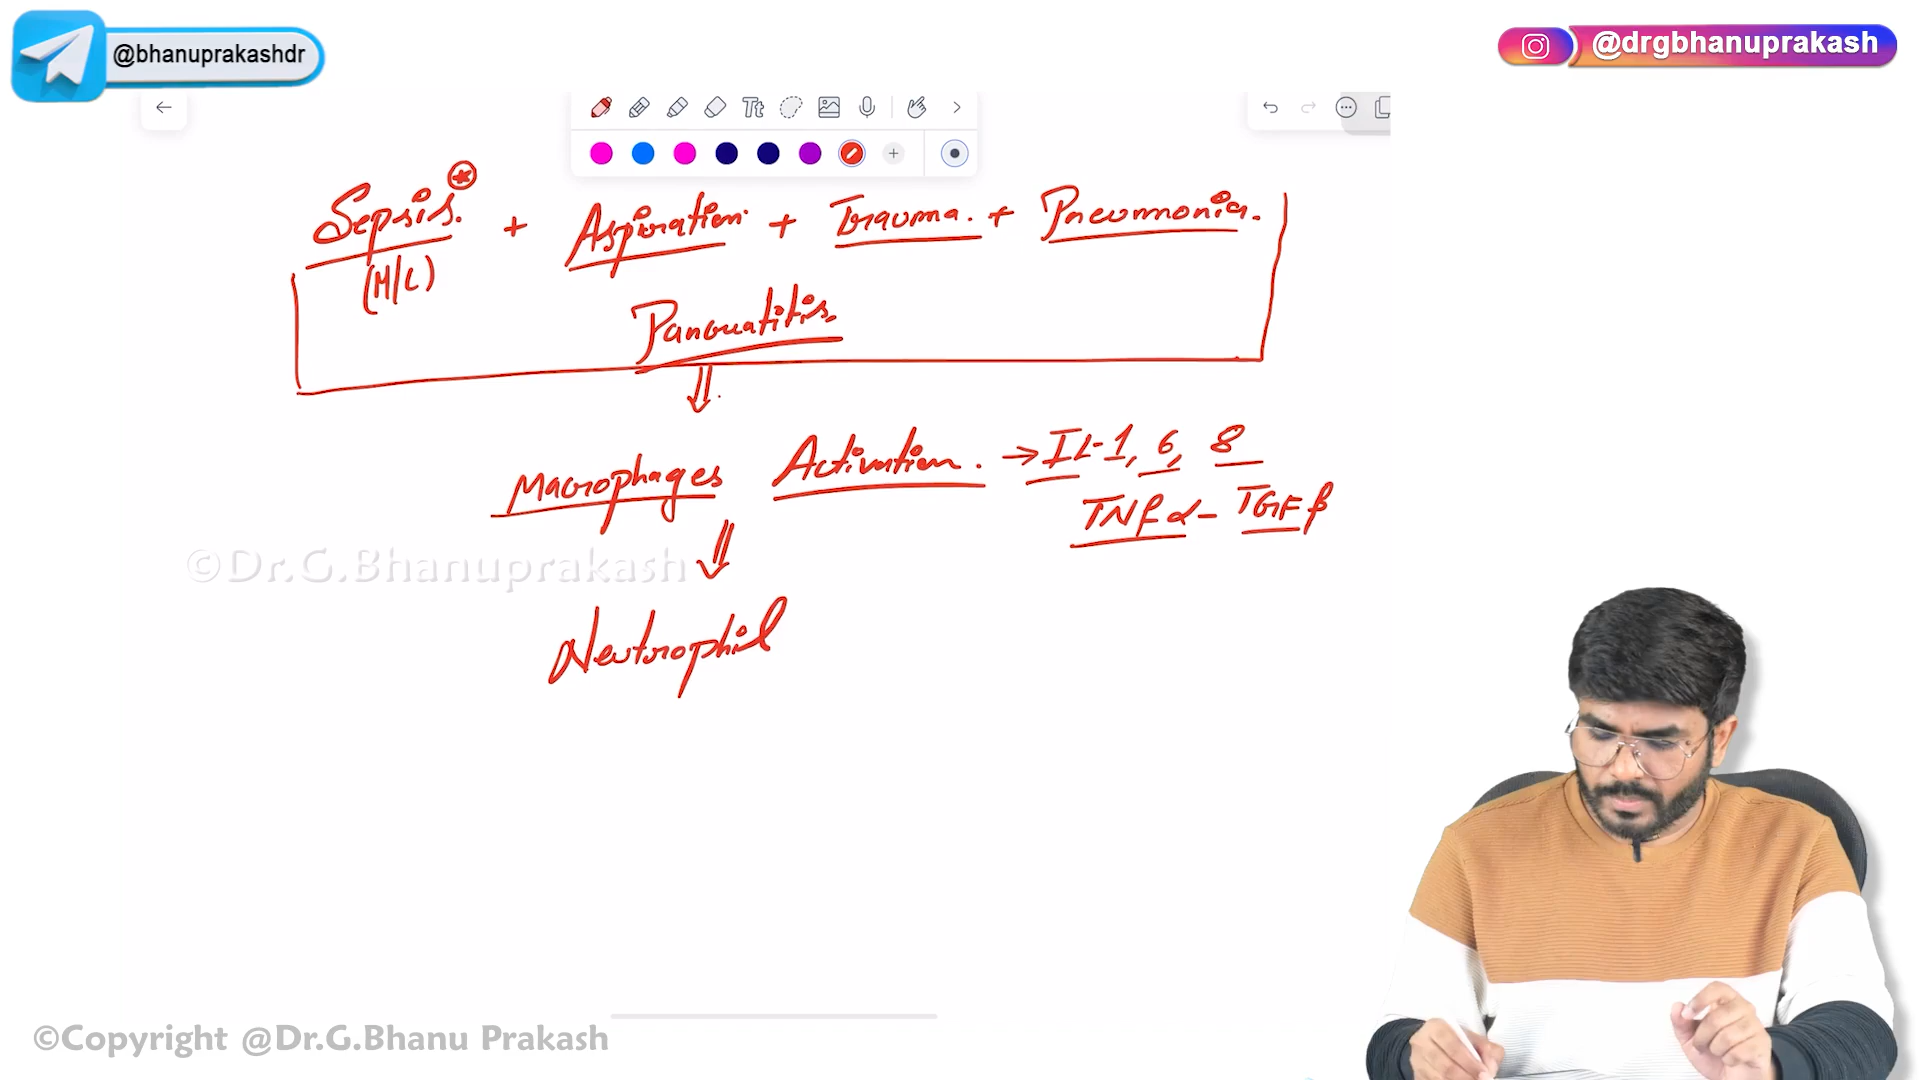 @bhanuprakashdr
@drgbhanuprakash
Tt
Sepsis. * + Aspiration + Trauma. + Pneumonia.
(M/C)
Pancreatitis.
Macrophages Activation. → IL-1, 6, 8
TNFα - TGFβ
©Dr.G.Bhanuprakash
Neutrophil
©Copyright @Dr.G.Bhanu Prakash